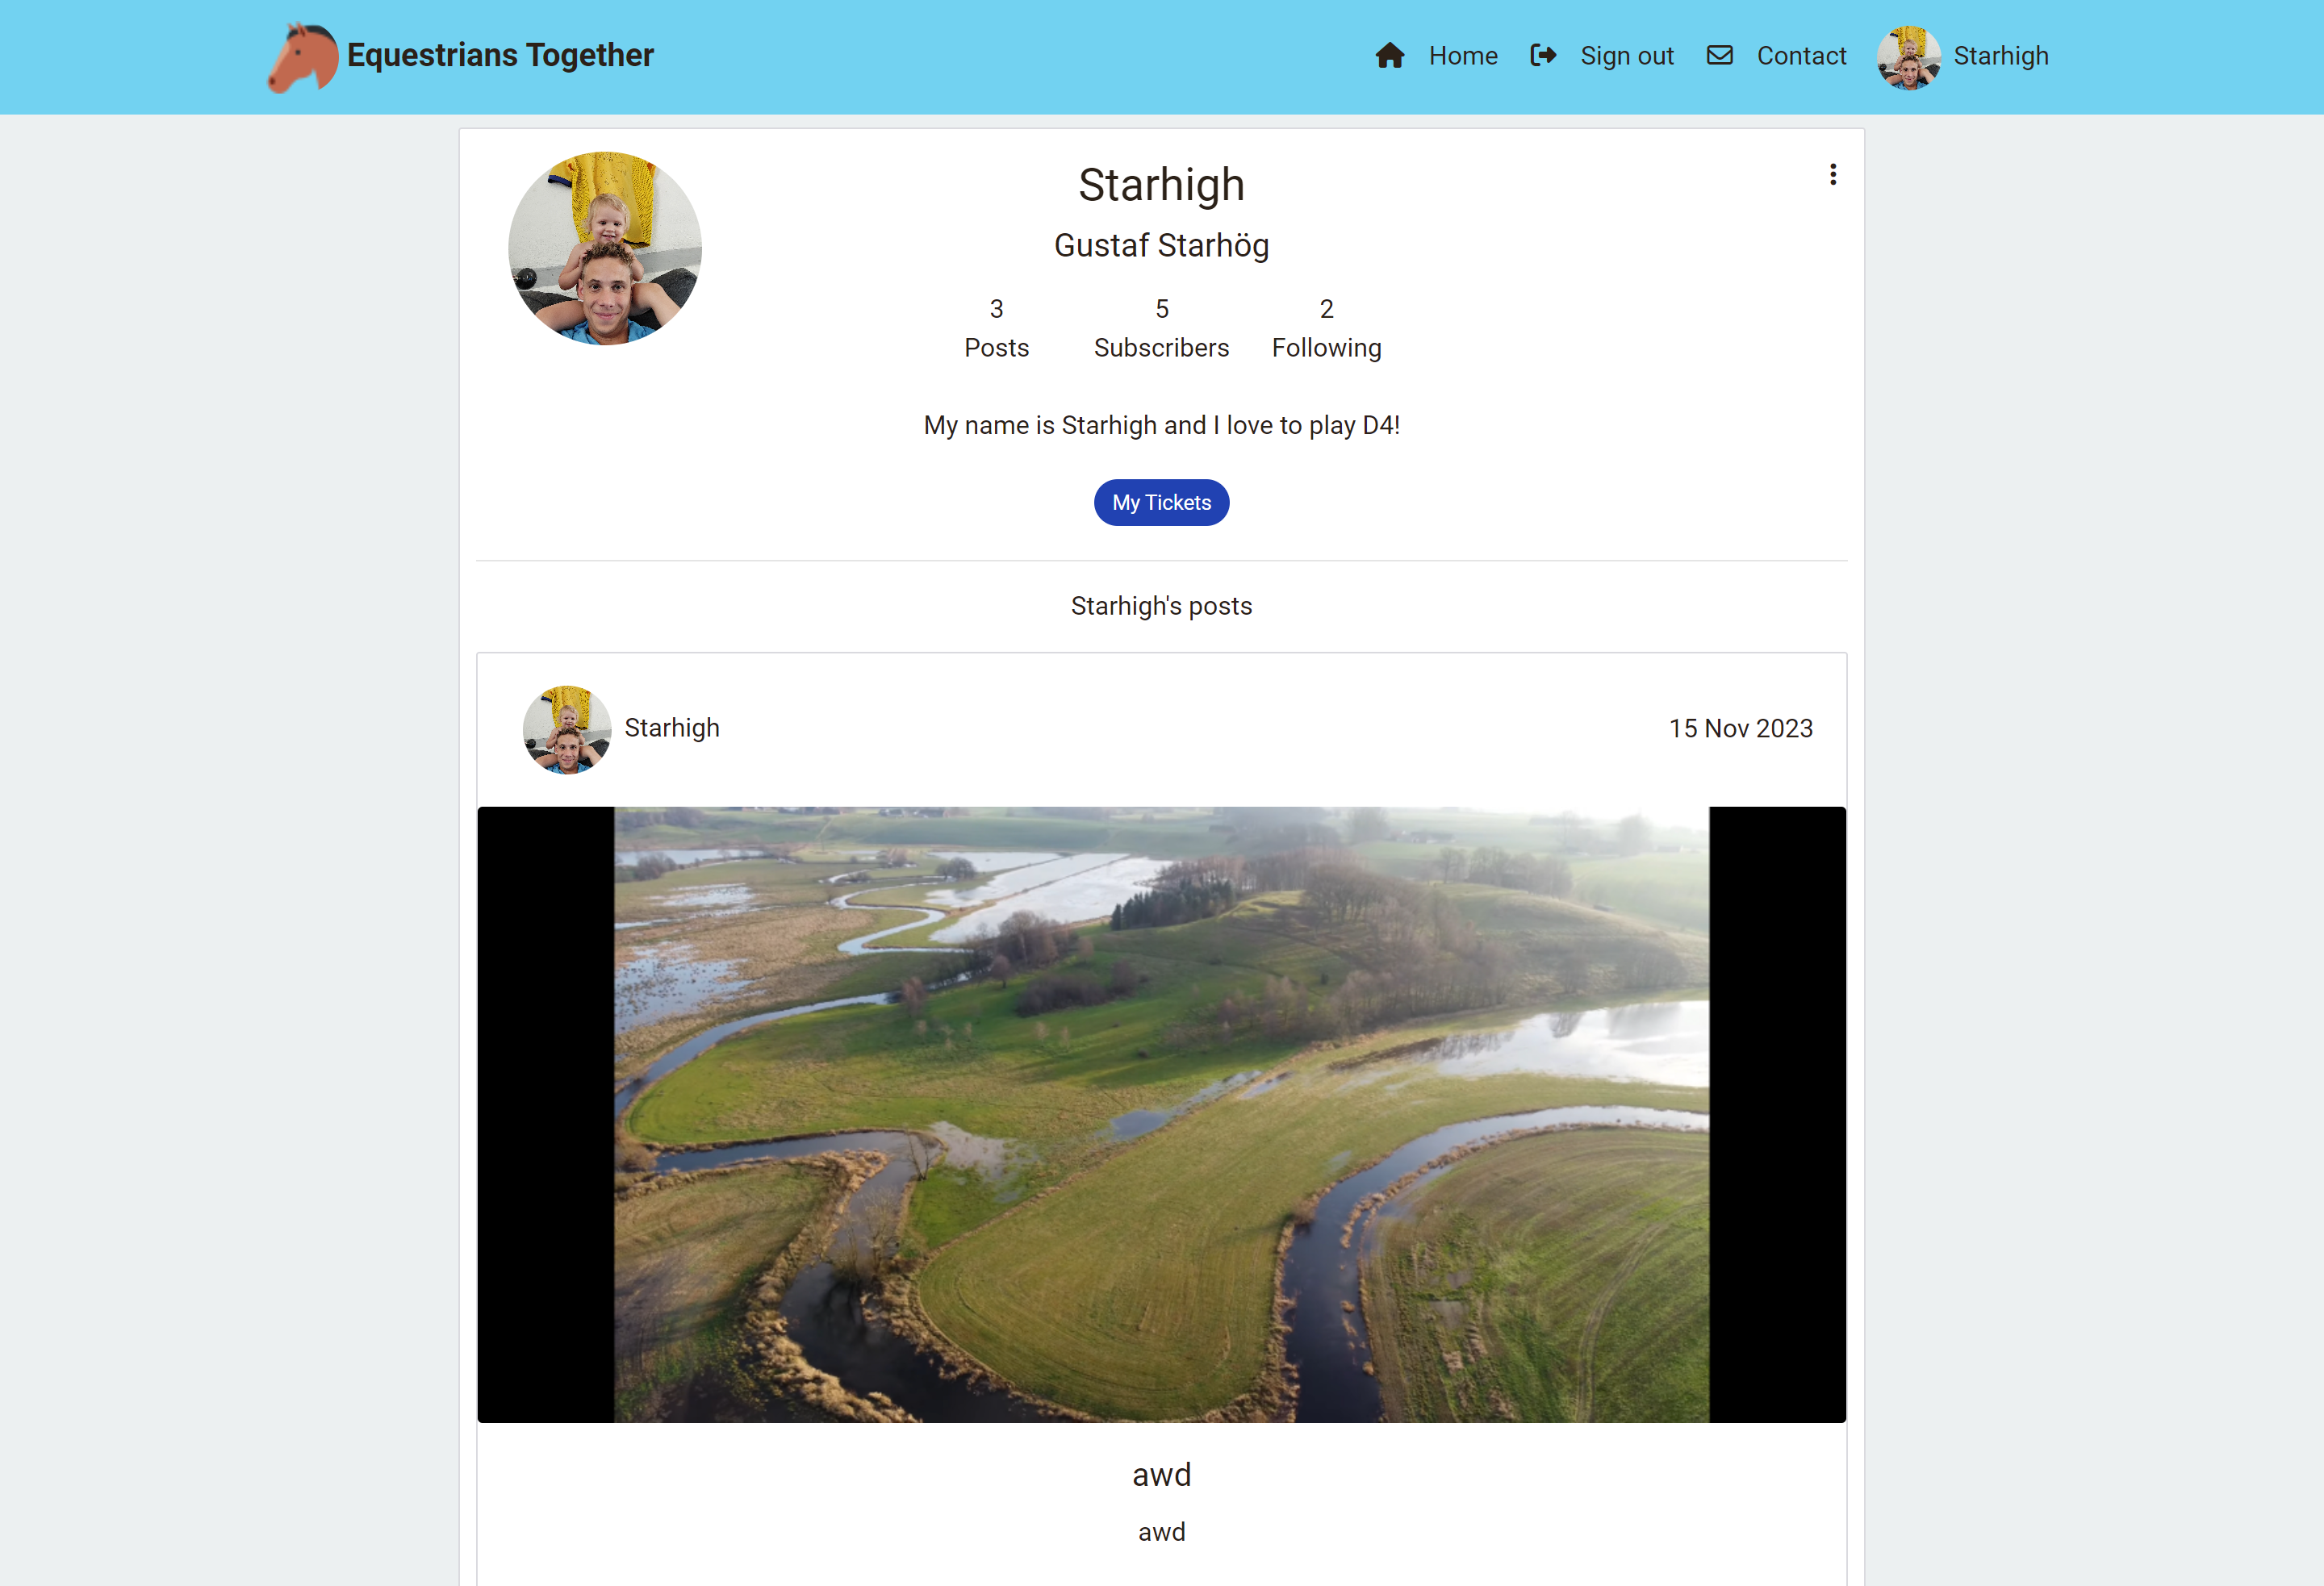 Equestrians Together
Home Sign out Contact Starhigh
Starhigh
Gustaf Starhög
3 5 2
Posts Subscribers Following
My name is Starhigh and I love to play D4!
My Tickets
Starhigh's posts
Starhigh 15 Nov 2023
awd
awd